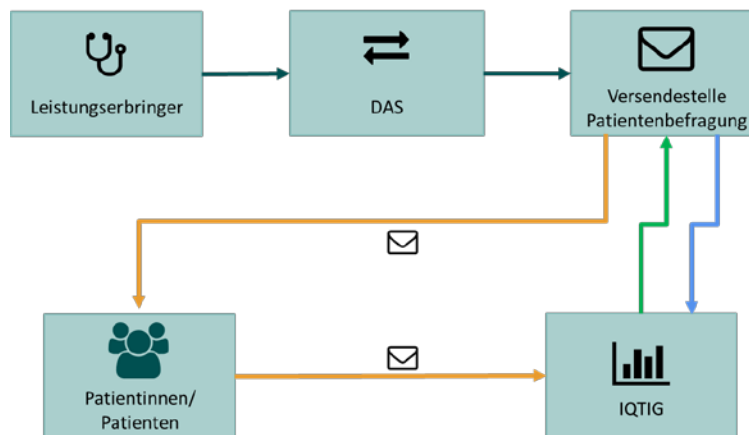 Leistungserbringer
DAS
Versendestelle
Patientenbefragung
Patientinnen/
Patienten
IQTIG